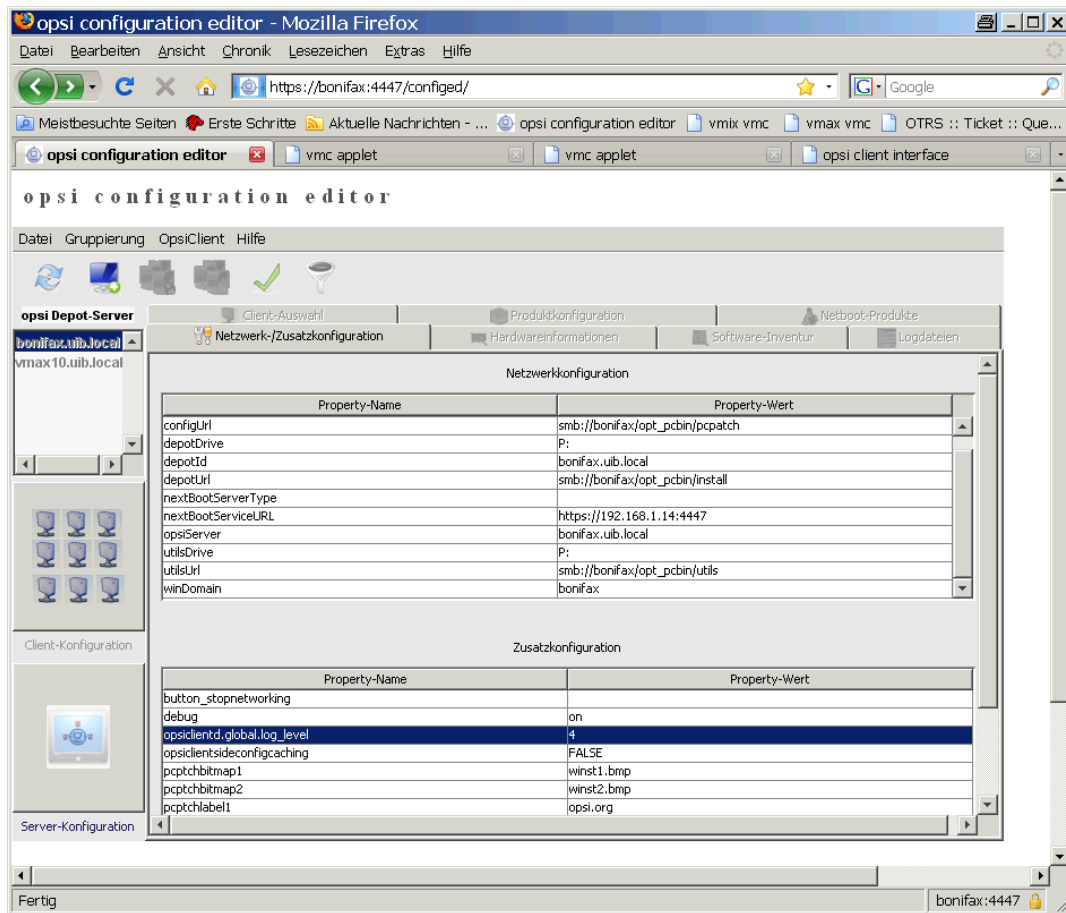 opsi configuration editor - Mozilla Firefox
Datei Bearbeiten Ansicht Chronik Lesezeichen Extras Hilfe
https://bonifax:4447/configed/
G Google
Meistbesuchte Seiten Erste Schritte Aktuelle Nachrichten - ... opsi configuration editor vmix vmc vmax vmc OTRS :: Ticket :: Que...
opsi configuration editor vmc applet vmc applet opsi client interface
opsi configuration editor
Datei Gruppierung OpsiClient Hilfe
opsi Depot-Server
bonifax.uib.local
vmax10.uib.local
Client-Auswahl Produktkonfiguration Netboot-Produkte
Netzwerk-/Zusatzkonfiguration Hardwareinformationen Software-Inventur Logdateien
Netzwerkkonfiguration
Property-Name Property-Wert
configUrl smb://bonifax/opt_pcbin/pcpatch
depotDrive P:
depotId bonifax.uib.local
depotUrl smb://bonifax/opt_pcbin/install
nextBootServerType
nextBootServiceURL https://192.168.1.14:4447
opsiServer bonifax.uib.local
utilsDrive P:
utilsUrl smb://bonifax/opt_pcbin/utils
winDomain bonifax
Client-Konfiguration
Zusatzkonfiguration
Property-Name Property-Wert
button_stopnetworking
debug on
opsiclientd.global.log_level 4
opsiclientsideconfigcaching FALSE
pcptchbitmap1 winst1.bmp
pcptchbitmap2 winst2.bmp
pcptchlabel1 opsi.org
Server-Konfiguration
Fertig bonifax:4447